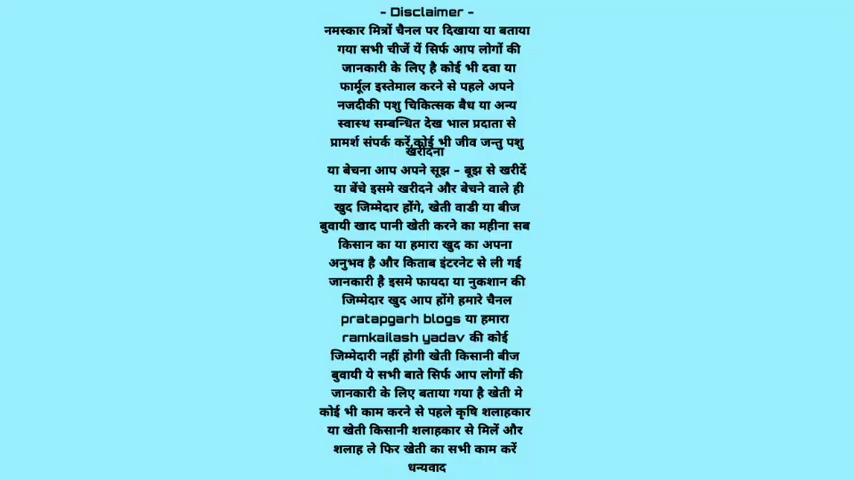 - Disclaimer -
नमस्कार मित्रों चैनल पर दिखाया या बताया
गया सभी चीजें यें सिर्फ आप लोगों की
जानकारी के लिए है कोई भी दवा या
फार्मूल इस्तेमाल करने से पहले अपने
नजदीकी पशु चिकित्सक बैध या अन्य
स्वास्थ सम्बन्धित देख भाल प्रदाता से
प्रामर्श संपर्क करें,कोई भी जीव जन्तु पशु
खरीदना
या बेचना आप अपने सूझ - बूझ से खरीदें
या बेंचे इसमे खरीदने और बेचने वाले ही
खुद जिम्मेदार होंगे, खेती वाडी या बीज
बुवायी खाद पानी खेती करने का महीना सब
किसान का या हमारा खुद का अपना
अनुभव है और किताब इंटरनेट से ली गई
जानकारी है इसमे फायदा या नुकशान की
जिम्मेदार खुद आप होंगे हमारे चैनल
pratapgarh blogs या हमारा
ramkailash yadav की कोई
जिम्मेदारी नहीं होगी खेती किसानी बीज
बुवायी ये सभी बाते सिर्फ आप लोगों की
जानकारी के लिए बताया गया है खेती मे
कोई भी काम करने से पहले कृषि शलाहकार
या खेती किसानी शलाहकार से मिलें और
शलाह ले फिर खेती का सभी काम करें
धन्यवाद